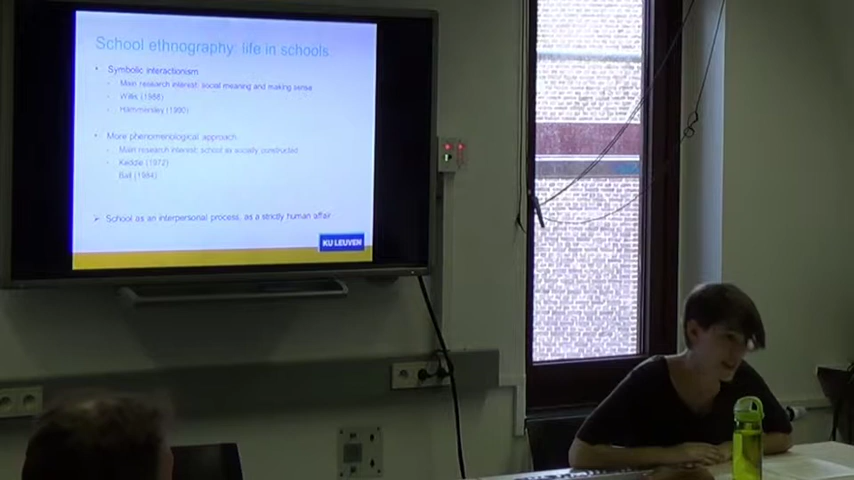 School ethnography: life in schools
• Symbolic interactionism
- Main research interest: social meaning and making sense
- Willis (1968)
- Hammersley (1990)
• More phenomenological approach
- Main research interest: school as socially constructed
- Keddie (1972)
- Ball (1984)
➢ School as an interpersonal process, as a strictly human affair
KU LEUVEN